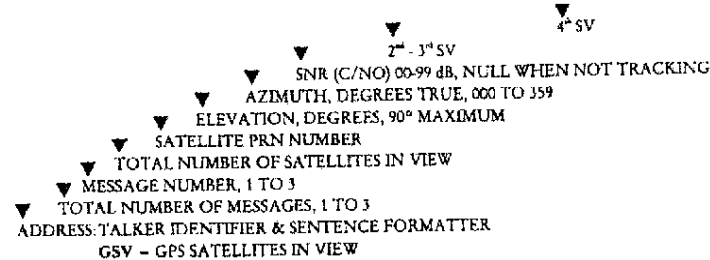 4th SV
2nd - 3rd SV
SNR (C/NO) 00-99 dB, NULL WHEN NOT TRACKING
AZIMUTH, DEGREES TRUE, 000 TO 359
ELEVATION, DEGREES, 90° MAXIMUM
SATELLITE PRN NUMBER
TOTAL NUMBER OF SATELLITES IN VIEW
MESSAGE NUMBER, 1 TO 3
TOTAL NUMBER OF MESSAGES, 1 TO 3
ADDRESS: TALKER IDENTIFIER & SENTENCE FORMATTER
GSV – GPS SATELLITES IN VIEW